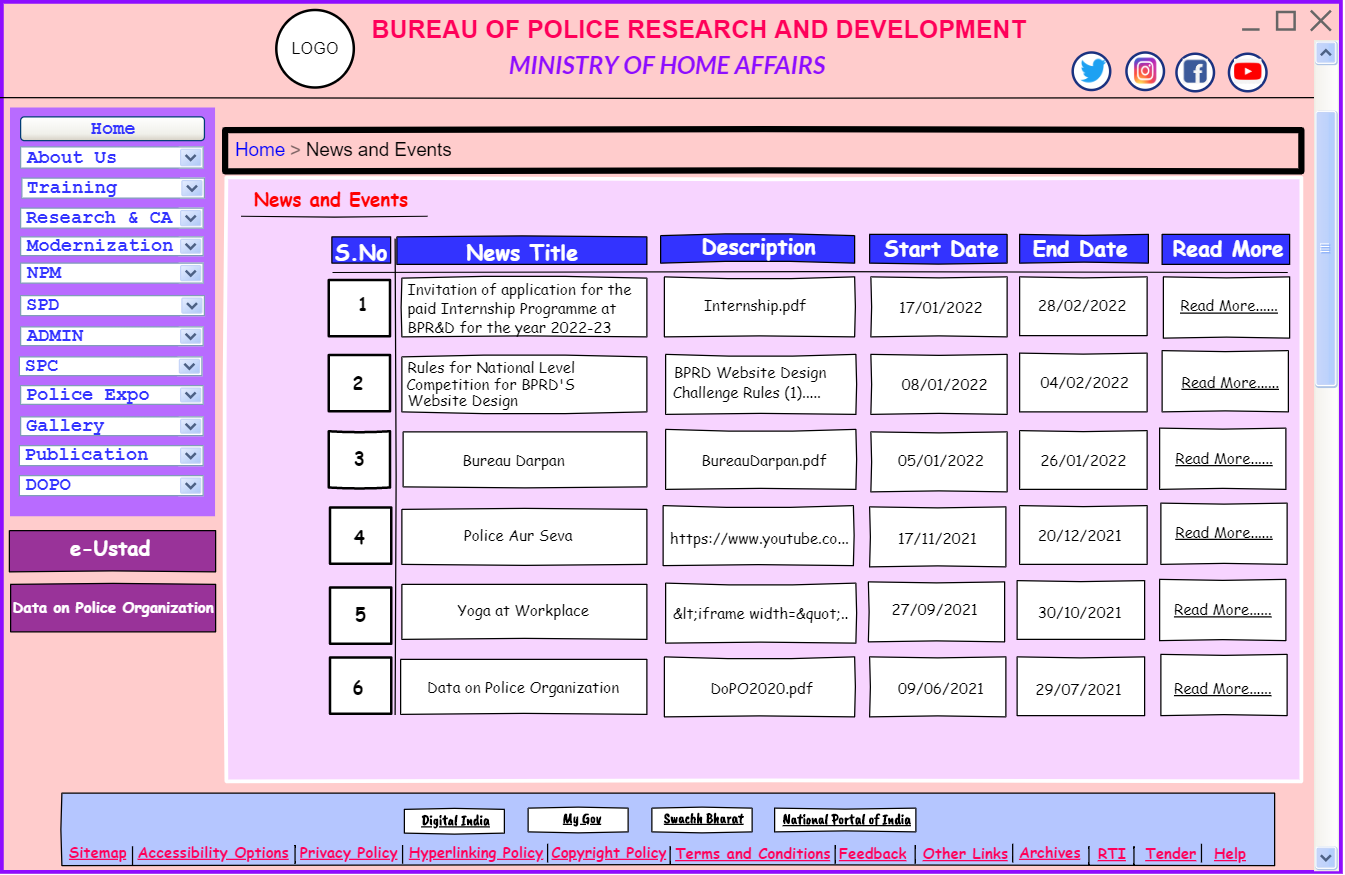 LOGO
BUREAU OF POLICE RESEARCH AND DEVELOPMENT
MINISTRY OF HOME AFFAIRS
Home
About Us
Training
Research & CA
Modernization
NPM
SPD
ADMIN
SPC
Police Expo
Gallery
Publication
DOPO
e-Ustad
Data on Police Organization
Home > News and Events
News and Events
S.No News Title Description Start Date End Date Read More
1 Invitation of application for the
paid Internship Programme at
BPR&D for the year 2022-23
Internship.pdf 17/01/2022 28/02/2022 Read More......
2 Rules for National Level
Competition for BPRD'S
Website Design
BPRD Website Design
Challenge Rules (1).....
08/01/2022 04/02/2022 Read More......
3 Bureau Darpan BureauDarpan.pdf 05/01/2022 26/01/2022 Read More......
4 Police Aur Seva https://www.youtube.co... 17/11/2021 20/12/2021 Read More......
5 Yoga at Workplace &lt;iframe width=&quot;.. 27/09/2021 30/10/2021 Read More......
6 Data on Police Organization DoPO2020.pdf 09/06/2021 29/07/2021 Read More......
Digital India My Gov Swachh Bharat National Portal of India
Sitemap | Accessibility Options | Privacy Policy | Hyperlinking Policy | Copyright Policy | Terms and Conditions | Feedback | Other Links | Archives | RTI | Tender | Help